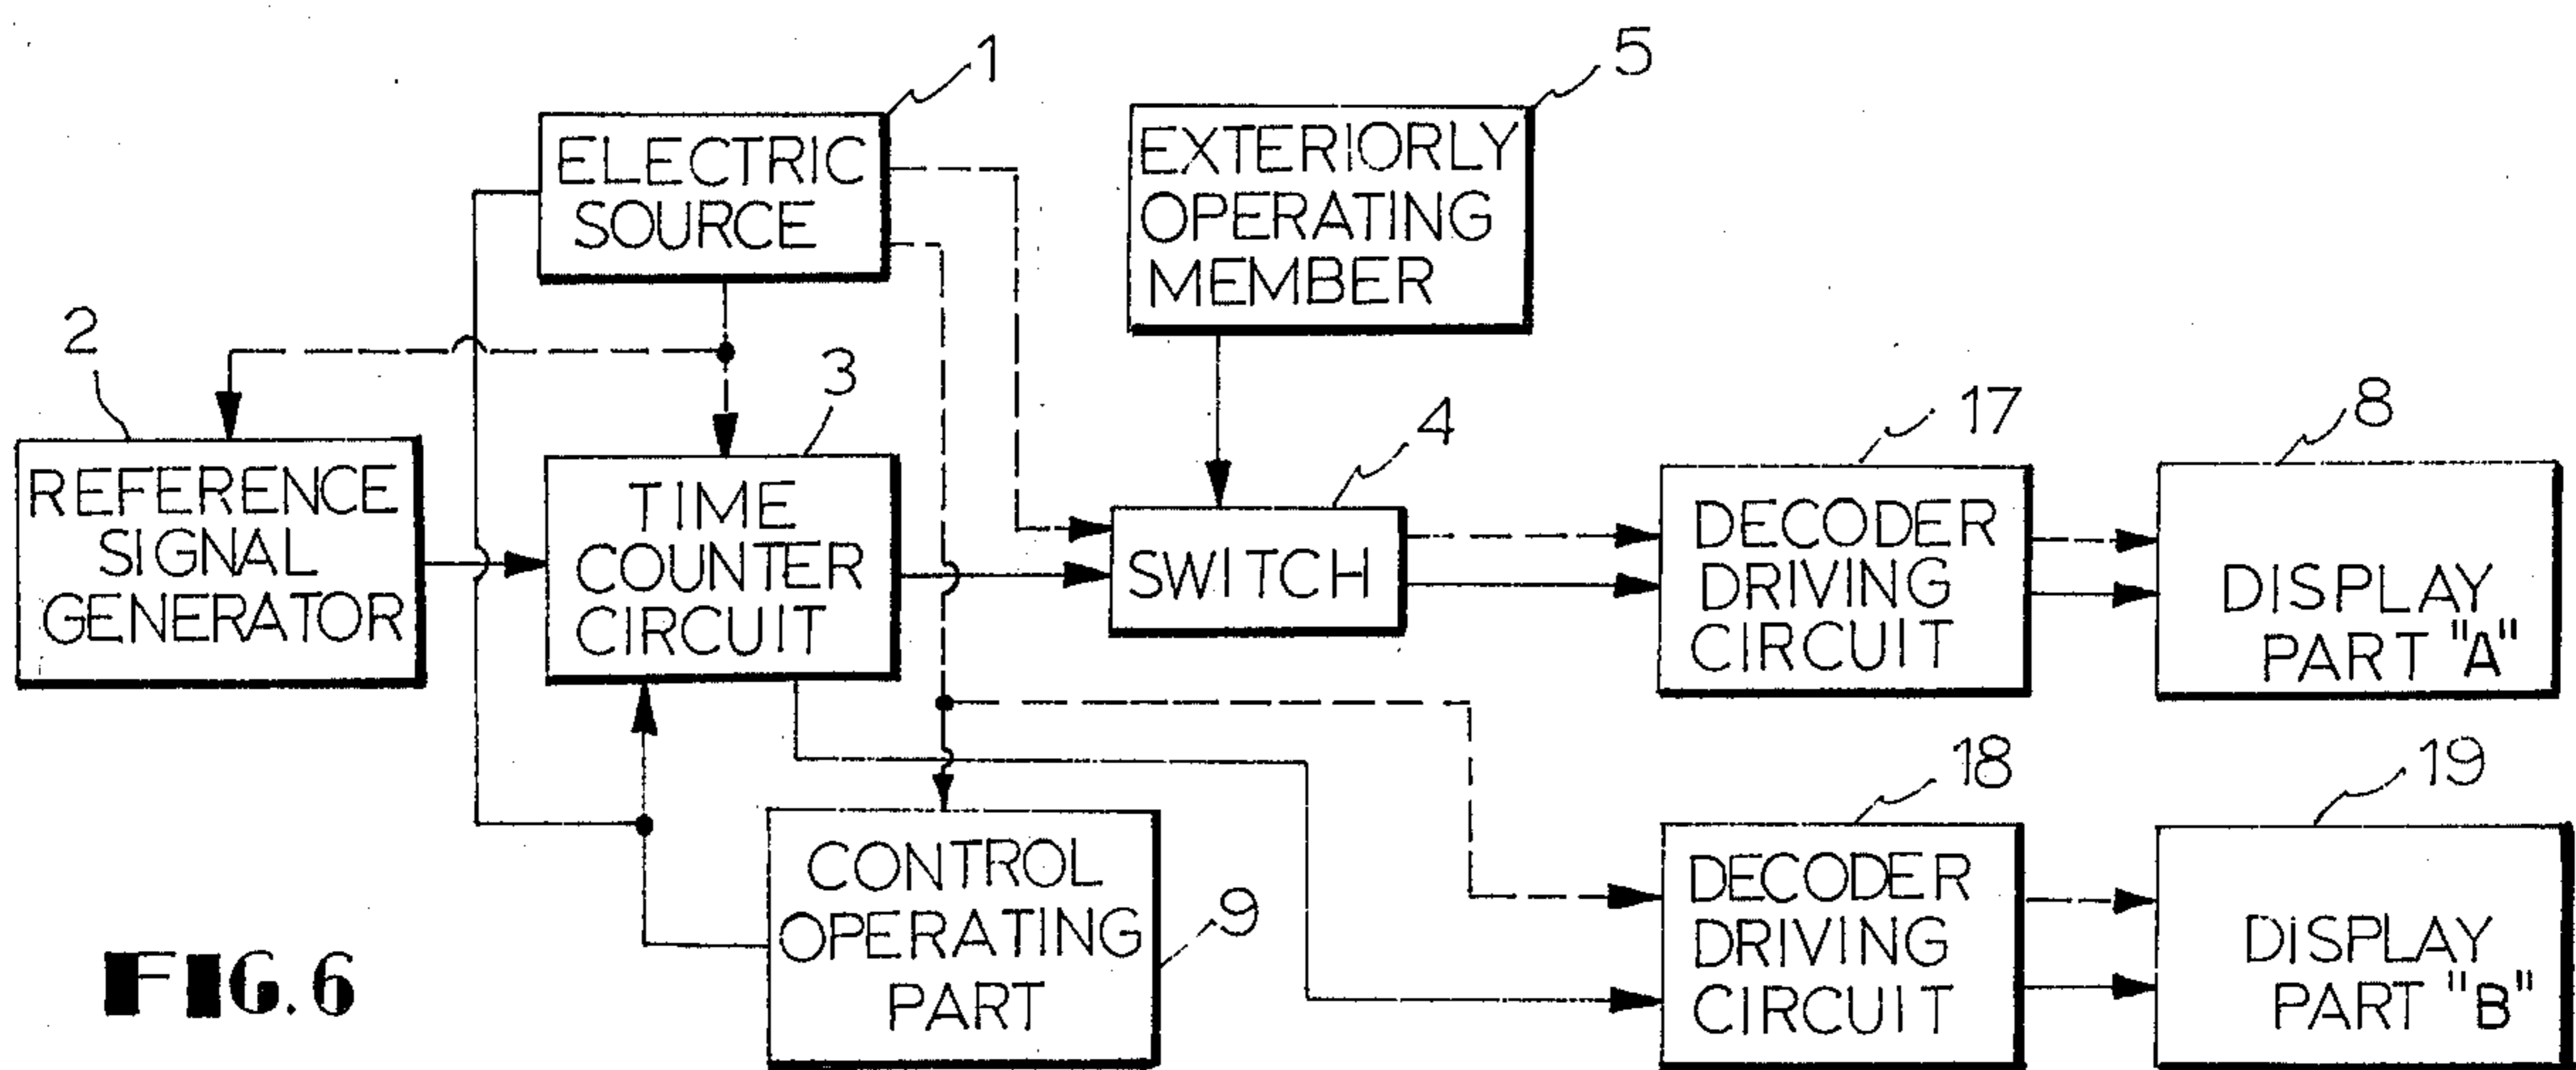 1
ELECTRIC
SOURCE
5
EXTERIORLY
OPERATING
MEMBER
2
REFERENCE
SIGNAL
GENERATOR
3
TIME
COUNTER
CIRCUIT
4
SWITCH
17
DECODER
DRIVING
CIRCUIT
8
DISPLAY
PART "A"
9
CONTROL
OPERATING
PART
18
DECODER
DRIVING
CIRCUIT
19
DISPLAY
PART "B"
FIG. 6